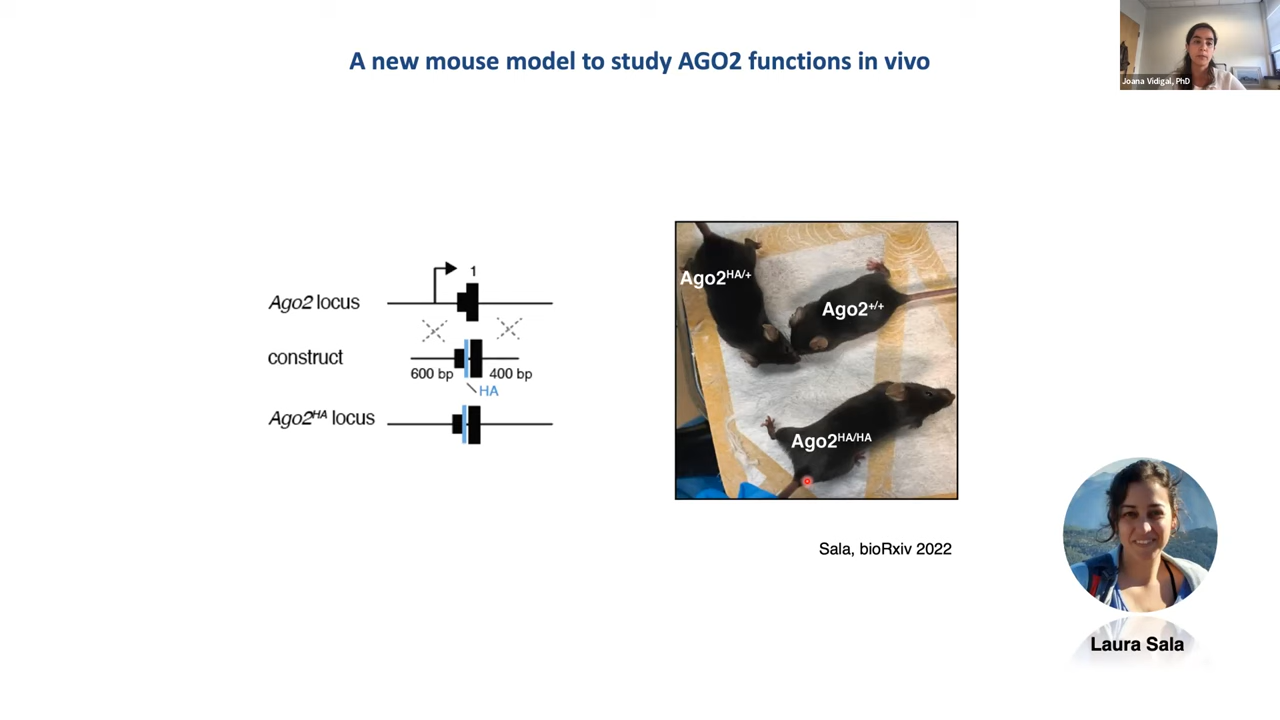 A new mouse model to study AGO2 functions in vivo
Joana Vidigal, PhD
Ago2 locus
1
construct
600 bp
400 bp
HA
Ago2HA locus
Ago2HA/+
Ago2+/+
Ago2HA/HA
Sala, bioRxiv 2022
Laura Sala